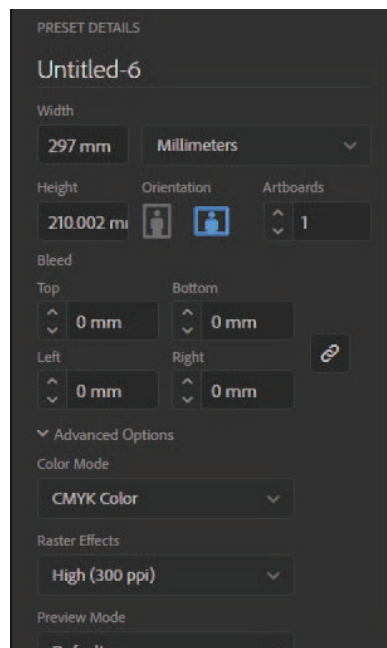 PRESET DETAILS
Untitled-6
Width
297 mm Millimeters
Height Orientation Artboards
210.002 m 1
Bleed
Top Bottom
0 mm 0 mm
Left Right
0 mm 0 mm
Advanced Options
Color Mode
CMYK Color
Raster Effects
High (300 ppi)
Preview Mode